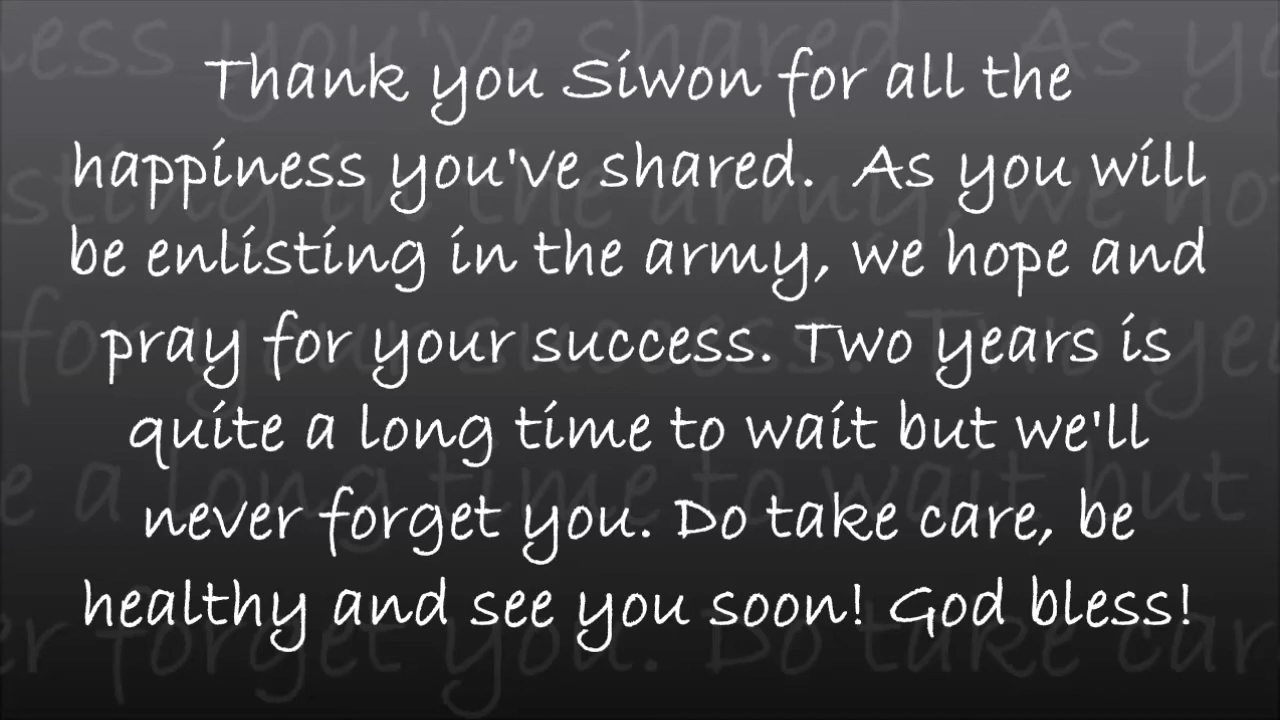 Thank you Siwon for all the
happiness you've shared.  As you will
be enlisting in the army, we hope and
pray for your success. Two years is
quite a long time to wait but we'll
never forget you. Do take care, be
healthy and see you soon! God bless!